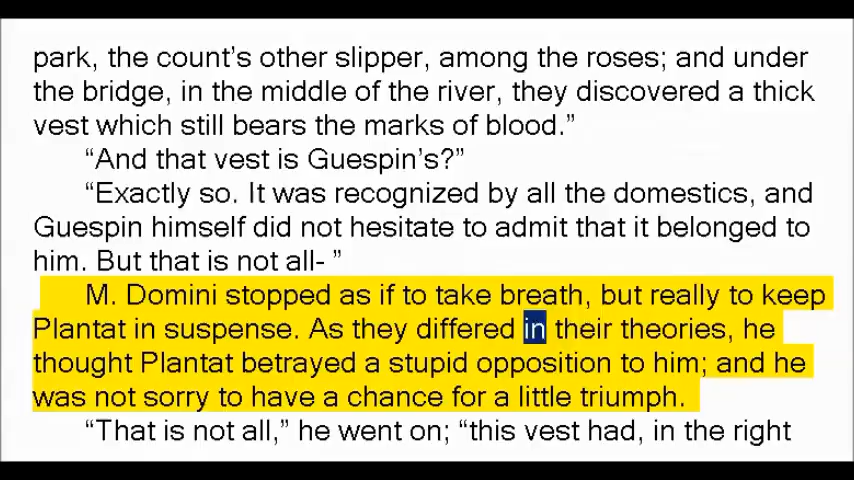 park, the count’s other slipper, among the roses; and under
the bridge, in the middle of the river, they discovered a thick
vest which still bears the marks of blood.”
“And that vest is Guespin’s?”
“Exactly so. It was recognized by all the domestics, and
Guespin himself did not hesitate to admit that it belonged to
him. But that is not all- ”
M. Domini stopped as if to take breath, but really to keep
Plantat in suspense. As they differed in their theories, he
thought Plantat betrayed a stupid opposition to him; and he
was not sorry to have a chance for a little triumph.
“That is not all,” he went on; “this vest had, in the right